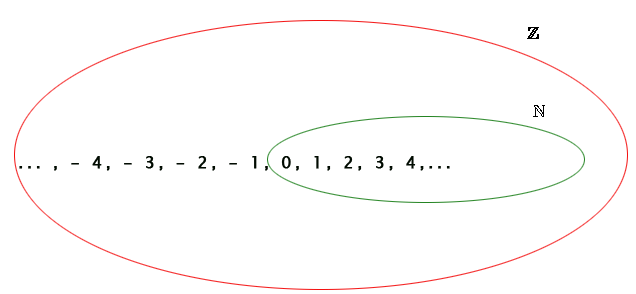 ℤ
ℕ
... , - 4, - 3, - 2, - 1, 0, 1, 2, 3, 4,...